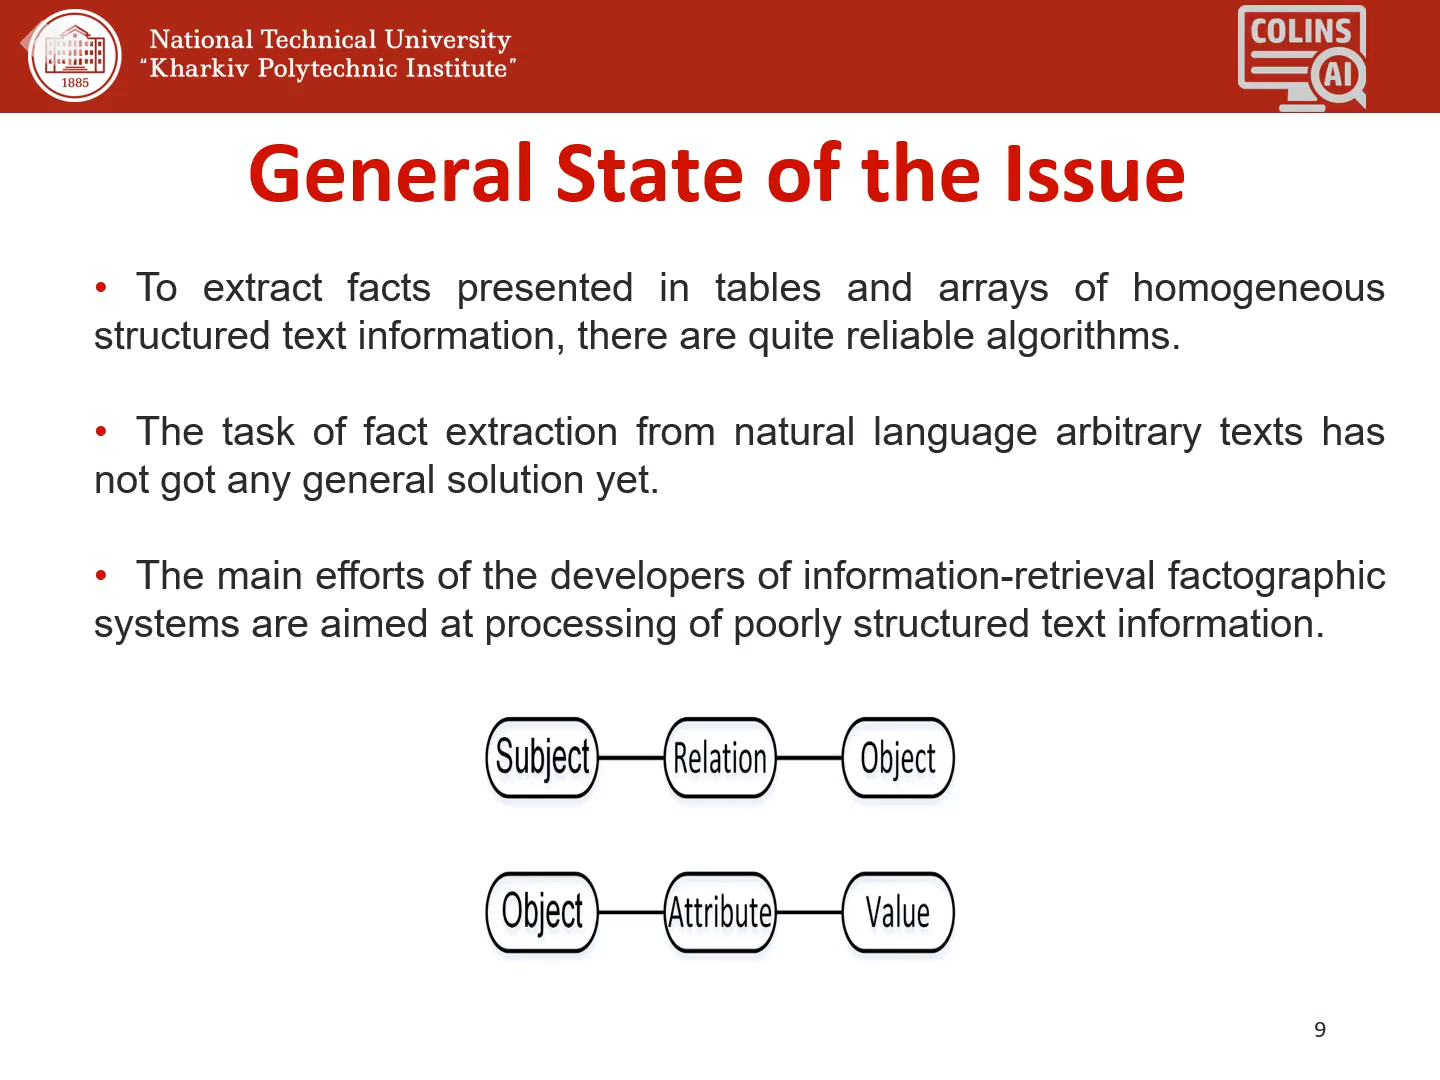 National Technical University
“Kharkiv Polytechnic Institute”
1885
COLINS
AI
General State of the Issue
• To extract facts presented in tables and arrays of homogeneous
structured text information, there are quite reliable algorithms.
• The task of fact extraction from natural language arbitrary texts has
not got any general solution yet.
• The main efforts of the developers of information-retrieval factographic
systems are aimed at processing of poorly structured text information.
Subject Relation Object
Object Attribute Value
9